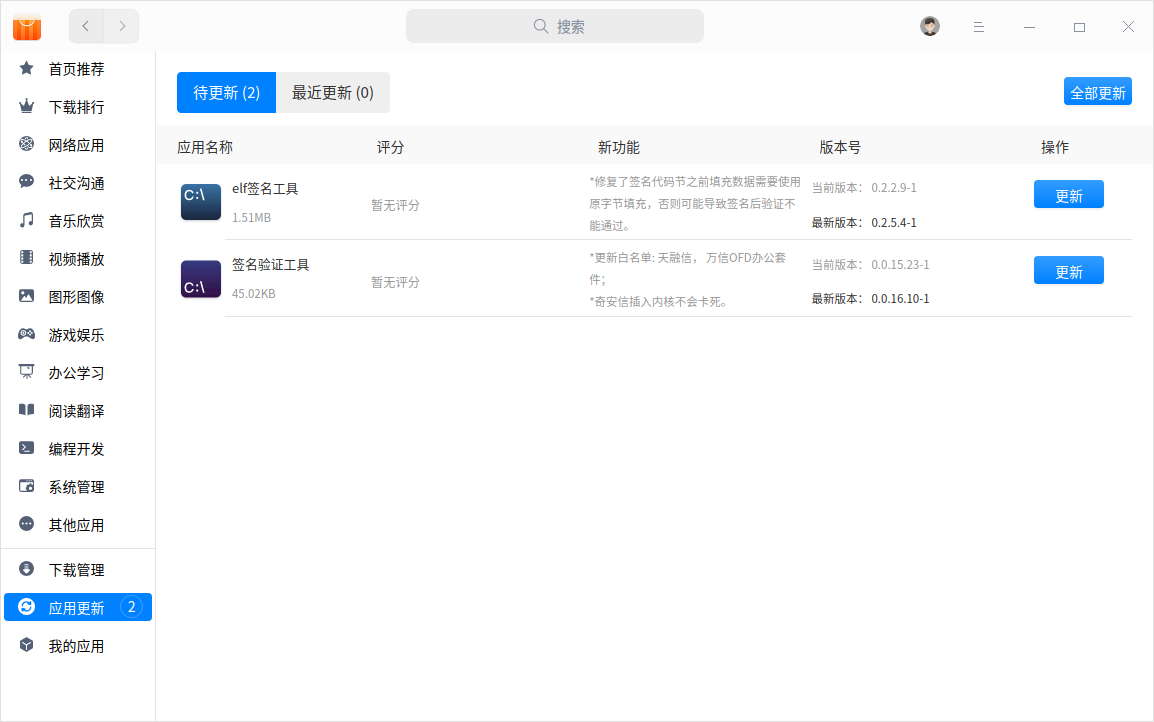 搜索
首页推荐
下载排行
网络应用
社交沟通
音乐欣赏
视频播放
图形图像
游戏娱乐
办公学习
阅读翻译
编程开发
系统管理
其他应用
下载管理
应用更新 2
我的应用
待更新 (2) 最近更新 (0)
全部更新
应用名称 评分 新功能 版本号 操作
C:\
elf签名工具
1.51MB
暂无评分
*修复了签名代码节之前填充数据需要使用
原字节填充，否则可能导致签名后验证不
能通过。
当前版本： 0.2.2.9-1
最新版本： 0.2.5.4-1
更新
C:\
签名验证工具
45.02KB
暂无评分
*更新白名单: 天融信， 万信OFD办公套
件；
*奇安信插入内核不会卡死。
当前版本： 0.0.15.23-1
最新版本： 0.0.16.10-1
更新